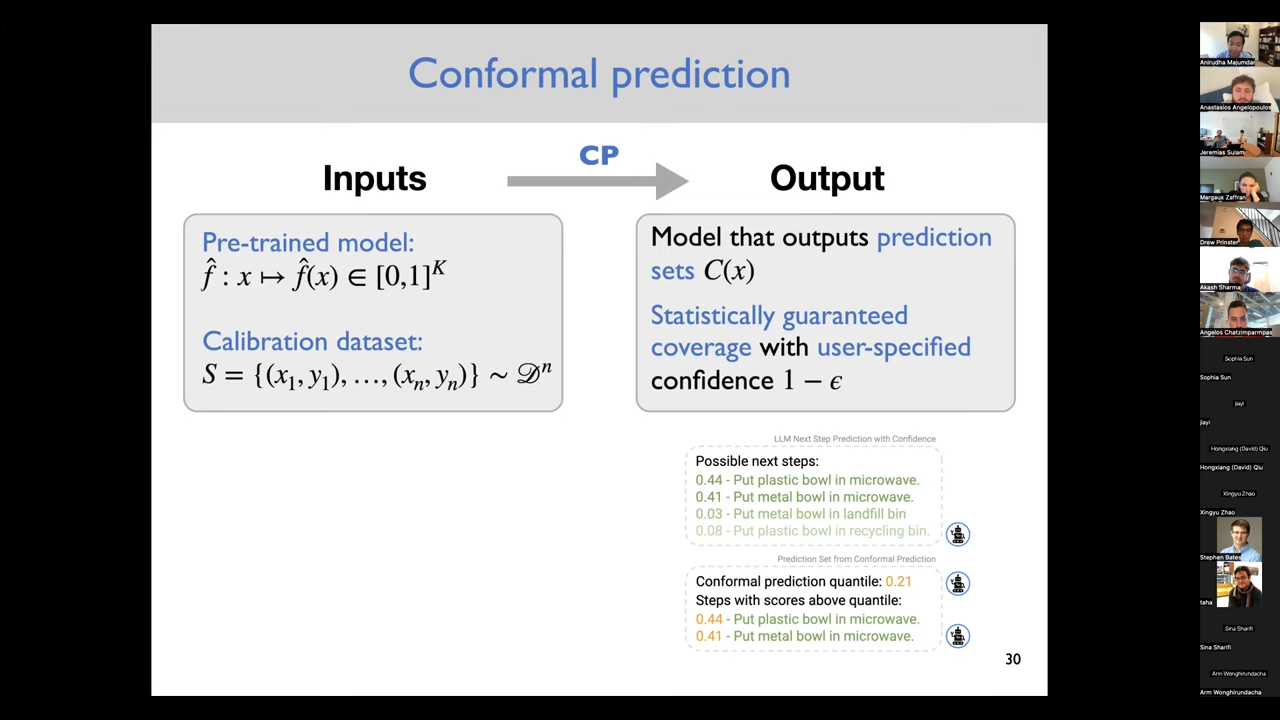 Conformal prediction
CP
Inputs
Output
Pre-trained model:
f̂ : x ↦ f̂(x) ∈ [0,1]^K
Calibration dataset:
S = {(x₁, y₁), …, (xₙ, yₙ)} ∼ 𝒟ⁿ
Model that outputs prediction
sets C(x)
Statistically guaranteed
coverage with user-specified
confidence 1 − ϵ
LLM Next Step Prediction with Confidence
Possible next steps:
0.44 - Put plastic bowl in microwave.
0.41 - Put metal bowl in microwave.
0.03 - Put metal bowl in landfill bin
0.08 - Put plastic bowl in recycling bin.
Prediction Set from Conformal Prediction
Conformal prediction quantile: 0.21
Steps with scores above quantile:
0.44 - Put plastic bowl in microwave.
0.41 - Put metal bowl in microwave.
30
Anirudha Majumdar
Anastasios Angelopoulos
Jeremias Sulam
Margaux Zaffran
Drew Prinster
Akash Sharma
Angelos Chatzimparmpas
Sophia Sun
Sophia Sun
Jiayi
Jiayi
Hongxiang (David) Qiu
Hongxiang (David) Qiu
Xingyu Zhao
Xingyu Zhao
Stephen Bates
taha
Sina Sharifi
Sina Sharifi
Arm Wonghirundacha
Arm Wonghirundacha